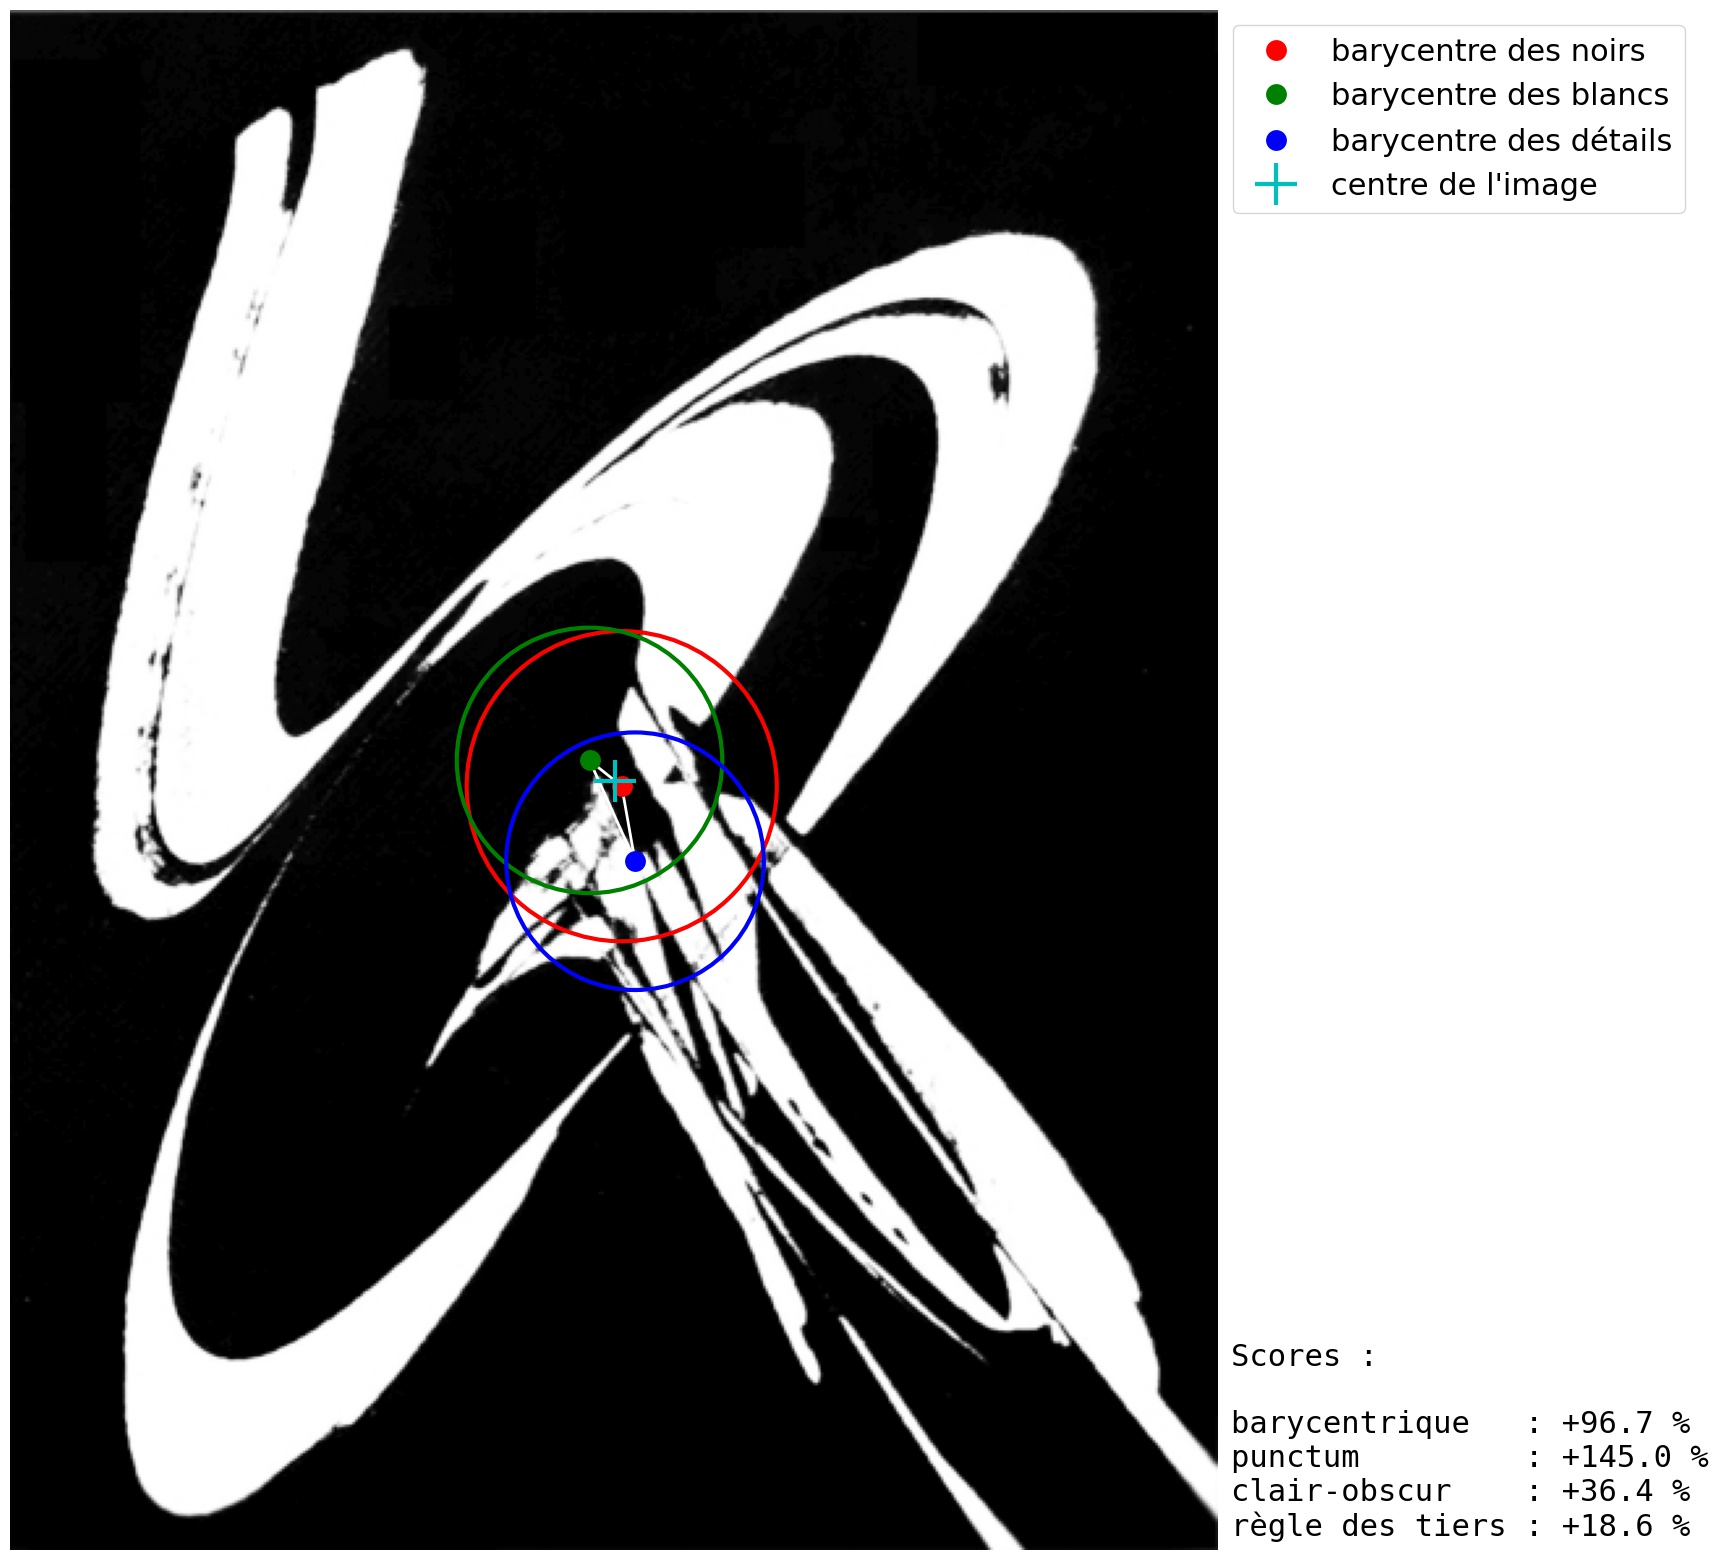 barycentre des noirs
barycentre des blancs
barycentre des détails
centre de l'image
Scores :
barycentrique : +96.7 %
punctum : +145.0 %
clair-obscur : +36.4 %
règle des tiers : +18.6 %